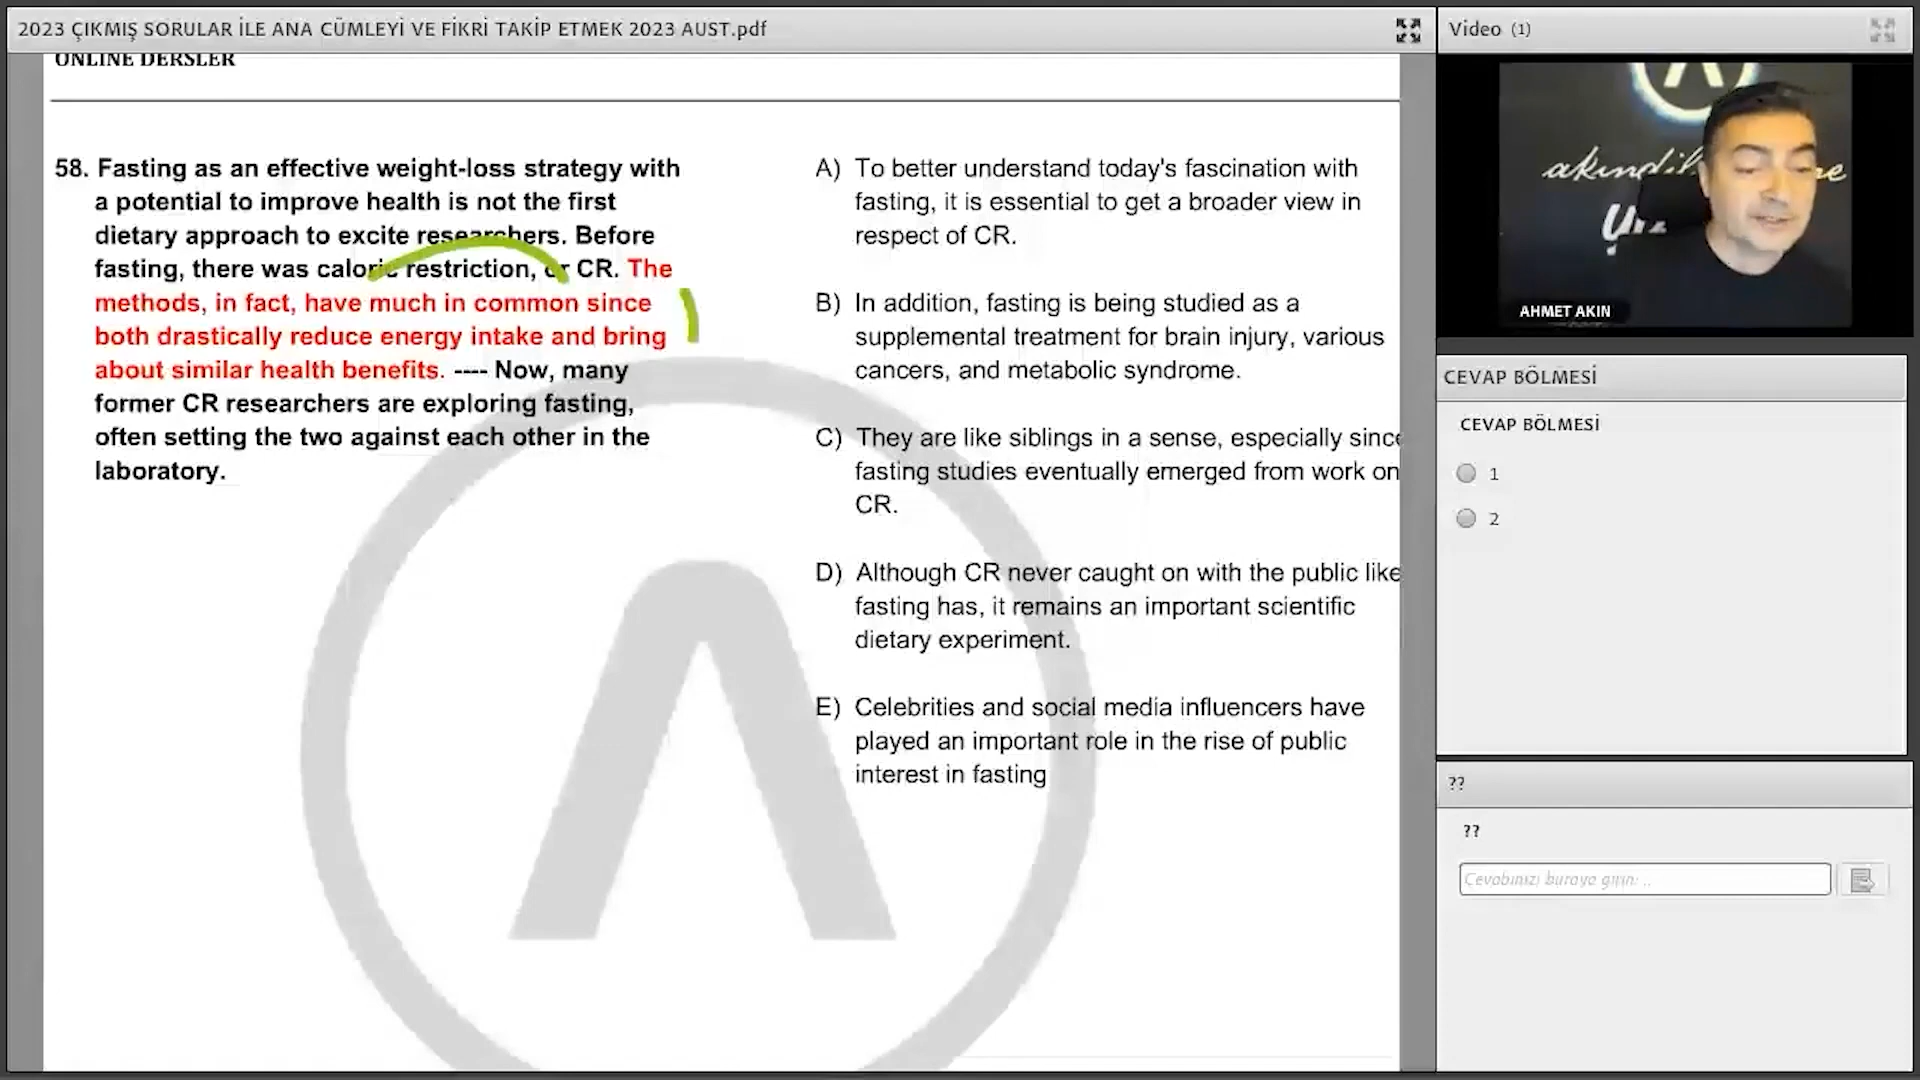 2023 ÇIKMIŞ SORULAR İLE ANA CÜMLEYİ VE FİKRİ TAKİP ETMEK 2023 AUST.pdf
ONLINE DERSLER
58. Fasting as an effective weight-loss strategy with
a potential to improve health is not the first
dietary approach to excite researchers. Before
fasting, there was caloric restriction, or CR. The
methods, in fact, have much in common since
both drastically reduce energy intake and bring
about similar health benefits. ---- Now, many
former CR researchers are exploring fasting,
often setting the two against each other in the
laboratory.
A) To better understand today's fascination with
fasting, it is essential to get a broader view in
respect of CR.
B) In addition, fasting is being studied as a
supplemental treatment for brain injury, various
cancers, and metabolic syndrome.
C) They are like siblings in a sense, especially since
fasting studies eventually emerged from work on
CR.
D) Although CR never caught on with the public like
fasting has, it remains an important scientific
dietary experiment.
E) Celebrities and social media influencers have
played an important role in the rise of public
interest in fasting
Video (1)
AHMET AKIN
CEVAP BÖLMESİ
CEVAP BÖLMESİ
1
2
??
??
Cevabınızı buraya girin: ..